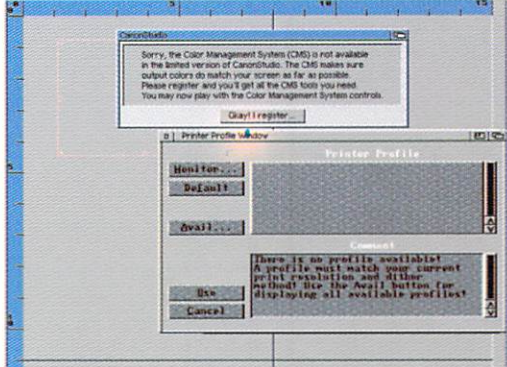 5
10
15
CanonStudio
Sorry, the Color Management System (CMS) is not available
in the limited version of CanonStudio. The CMS makes sure
output colors do match your screen as far as possible.
Please register and you'll get all the CMS tools you need.
You may now play with the Color Management System controls.
Okay! I register...
Printer Profile Window
Printer Profile
Monitor...
Default
Avail...
Comment
There is no profile available!
A profile must match your current
print resolution and dither
method! Use the Avail button for
displaying all available profiles!
Use
Cancel